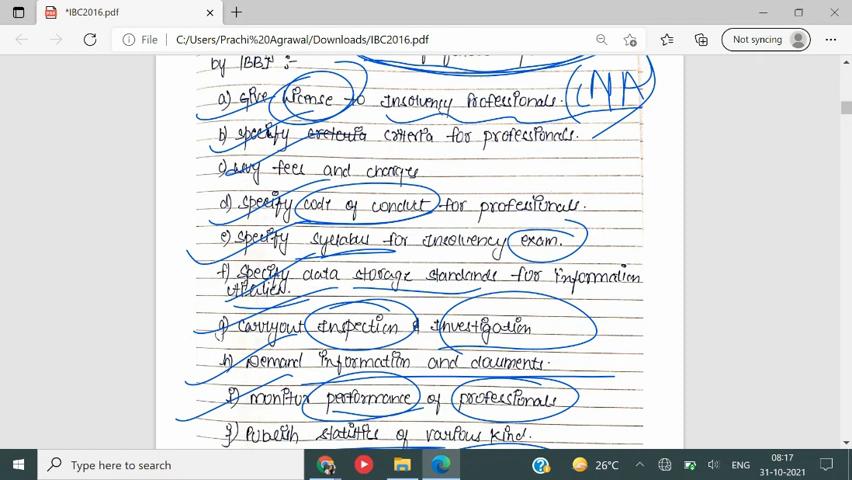 *IBC2016.pdf
File
C:/Users/Prachi%20Agrawal/Downloads/IBC2016.pdf
Not syncing
by IBBI :-
a) Give license to Insolvency Professionals.
(NA)
b) specify creteria criteria for professionals.
c) Levy fees and charges
d) specify code of conduct for professionals.
e) specify syllabus for insolvency exam.
f) specify data storage standards for information
utilities.
g) Carryout Inspection & Investigation
h) Demand information and douments.
i) monitor performance of professionals
j) Publish statistics of various kind.
Type here to search
26°C
ENG
08:17
31-10-2021